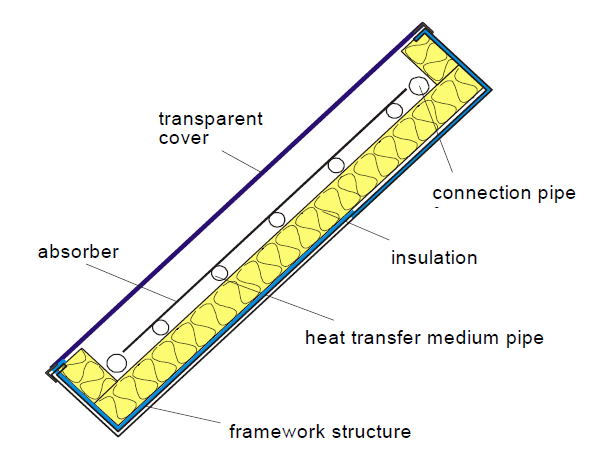 transparent
cover
connection pipe
absorber
insulation
heat transfer medium pipe
framework structure